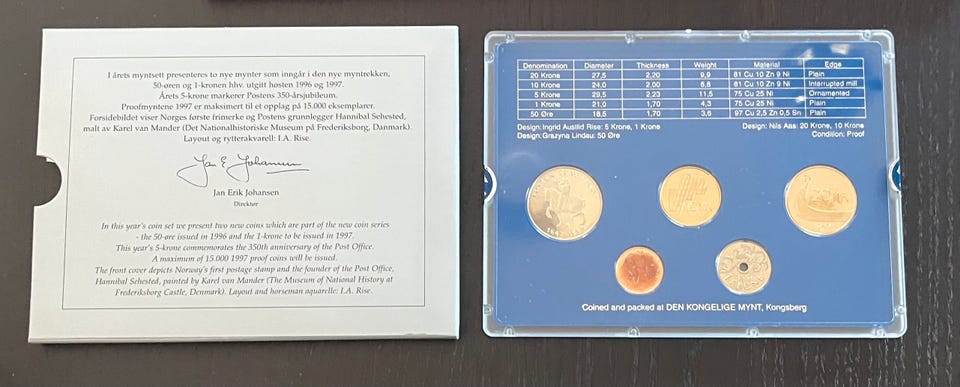 I årets myntsett presenteres to nye mynter som inngår i den nye myntrekken,
50-øren og 1-kronen hhv. utgitt høsten 1996 og 1997.
Årets 5-krone markerer Postens 350-årsjubileum.
Proofmyntene 1997 er maksimert til et opplag på 15.000 eksemplarer.
Forsidebildet viser Norges første frimerke og Postens grunnlegger Hannibal Sehested,
malt av Karel van Mander (Det Nationalhistoriske Museum på Frederiksborg, Danmark).
Layout og rytterakvarell: I.A. Rise.
Jan E Johansen
Jan Erik Johansen
Direktør
In this year's coin set we present two new coins which are part of the new coin series
- the 50-øre issued in 1996 and the 1-krone to be issued in 1997.
This year's 5-krone commemorates the 350th anniversary of the Post Office.
A maximum of 15.000 1997 proof coins will be issued.
The front cover depicts Norway's first postage stamp and the founder of the Post Office,
Hannibal Sehested, painted by Karel van Mander (The Museum of National History at
Frederiksborg Castle, Denmark). Layout and horseman aquarelle: I.A. Rise.
Denomination Diameter Thickness Weight Material Edge
20 Krone 27,5 2,20 9,9 81 Cu 10 Zn 9 Ni Plain
10 Krone 24,0 2,00 6,8 81 Cu 10 Zn 9 Ni Interrupted mill
5 Krone 29,5 2,23 11,5 75 Cu 25 Ni Ornamented
1 Krone 21,0 1,70 4,3 75 Cu 25 Ni Plain
50 Øre 18,5 1,70 3,6 97 Cu 2,5 Zn 0,5 Sn Plain
Design: Ingrid Austlid Rise: 5 Krone, 1 Krone Design: Nils Aas: 20 Krone, 10 Krone
Design: Grazyna Lindau: 50 Øre Condition: Proof
Coined and packed at DEN KONGELIGE MYNT, Kongsberg